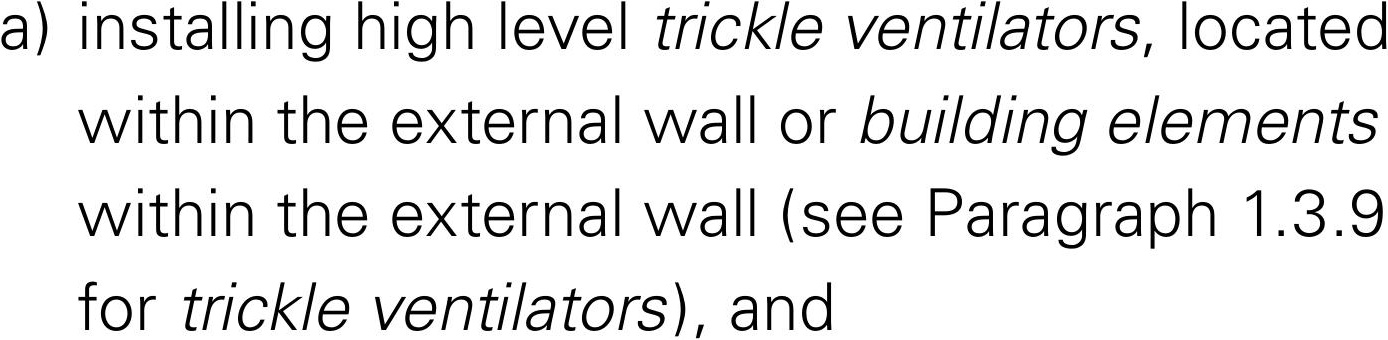 a) installing high level trickle ventilators, located
within the external wall or building elements
within the external wall (see Paragraph 1.3.9
for trickle ventilators), and